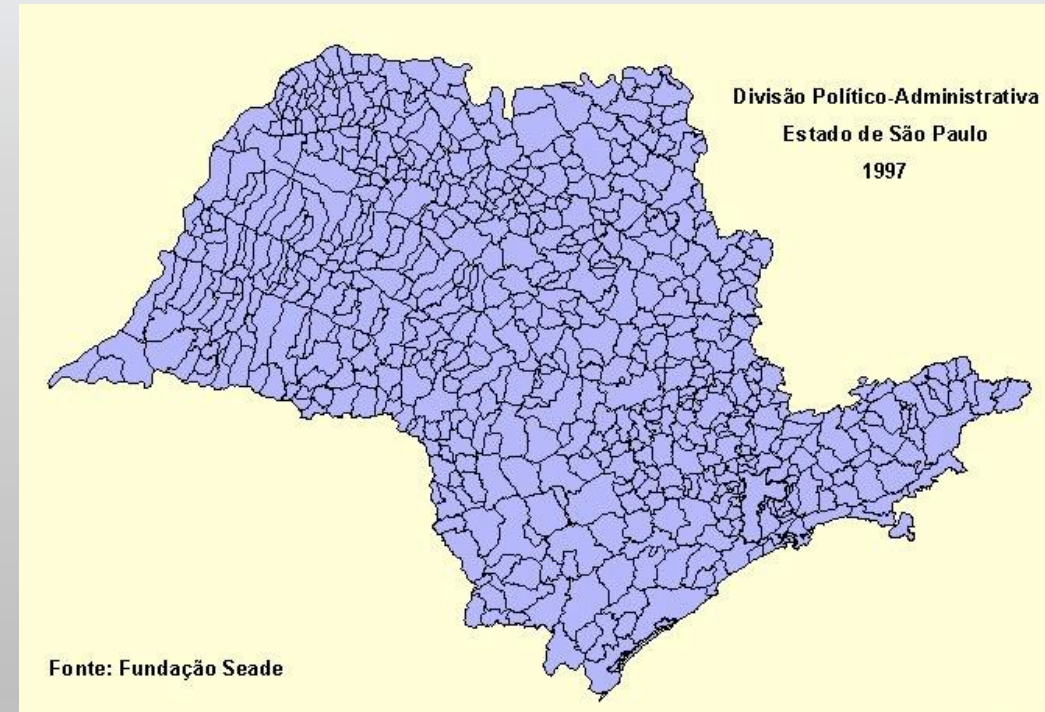 Divisão Político-Administrativa
Estado de São Paulo
1997
Fonte: Fundação Seade